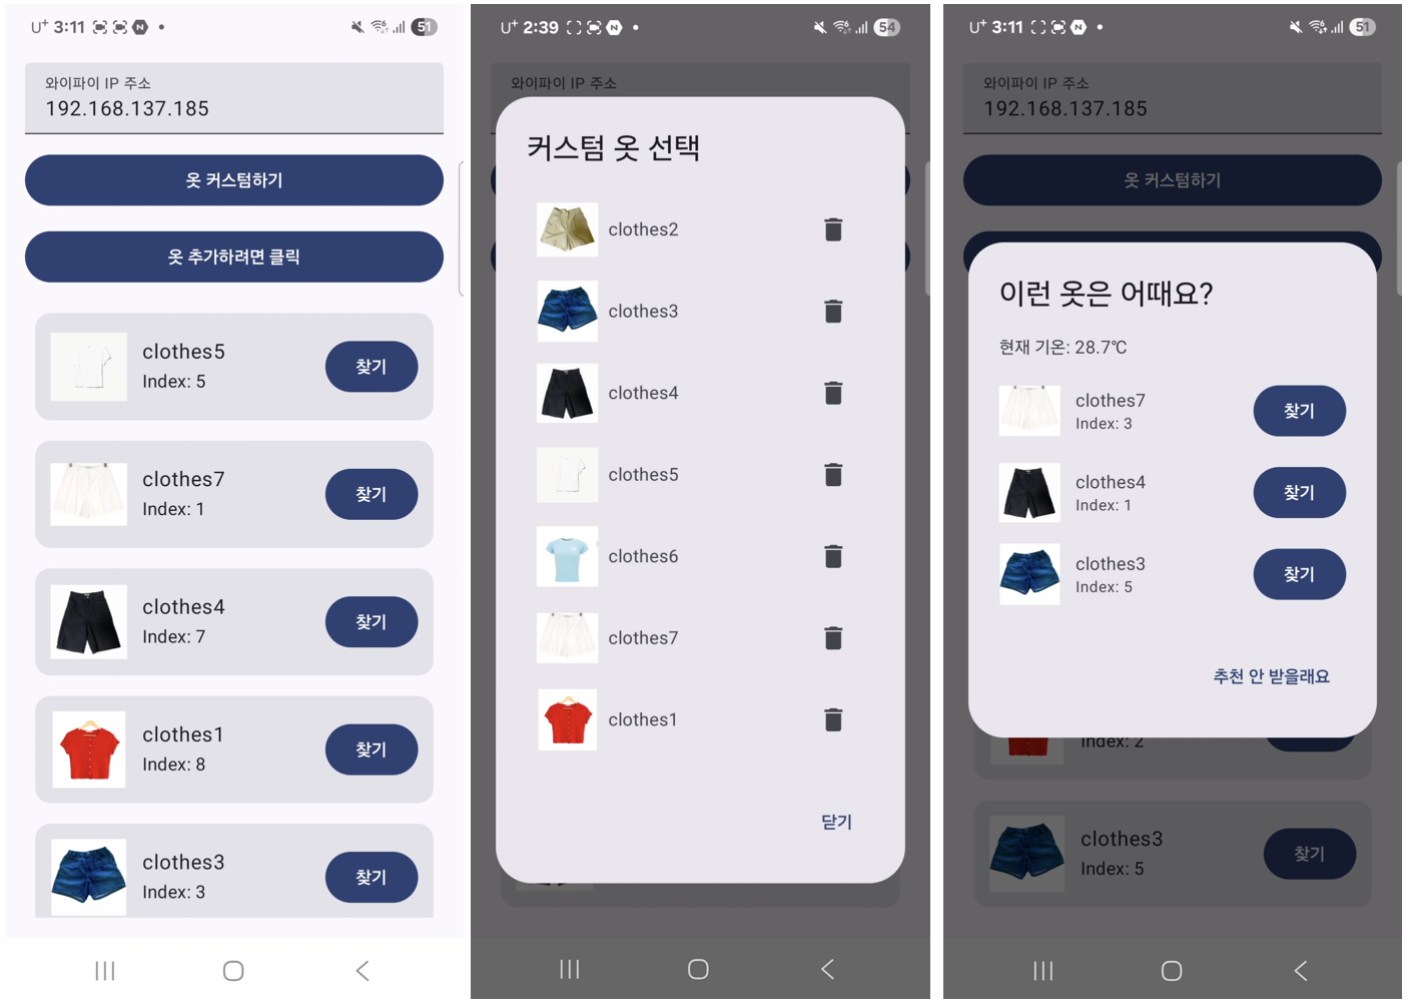 U+ 3:11
51
와이파이 IP 주소
192.168.137.185
옷 커스텀하기
옷 추가하려면 클릭
clothes5
Index: 5
찾기
clothes7
Index: 1
찾기
clothes4
Index: 7
찾기
clothes1
Index: 8
찾기
clothes3
Index: 3
찾기
U+ 2:39
54
와이파이 IP 주소
커스텀 옷 선택
clothes2
clothes3
clothes4
clothes5
clothes6
clothes7
clothes1
닫기
U+ 3:11
51
와이파이 IP 주소
192.168.137.185
옷 커스텀하기
이런 옷은 어때요?
현재 기온: 28.7℃
clothes7
Index: 3
찾기
clothes4
Index: 1
찾기
clothes3
Index: 5
찾기
추천 안 받을래요
Index: 2
clothes3
Index: 5
찾기